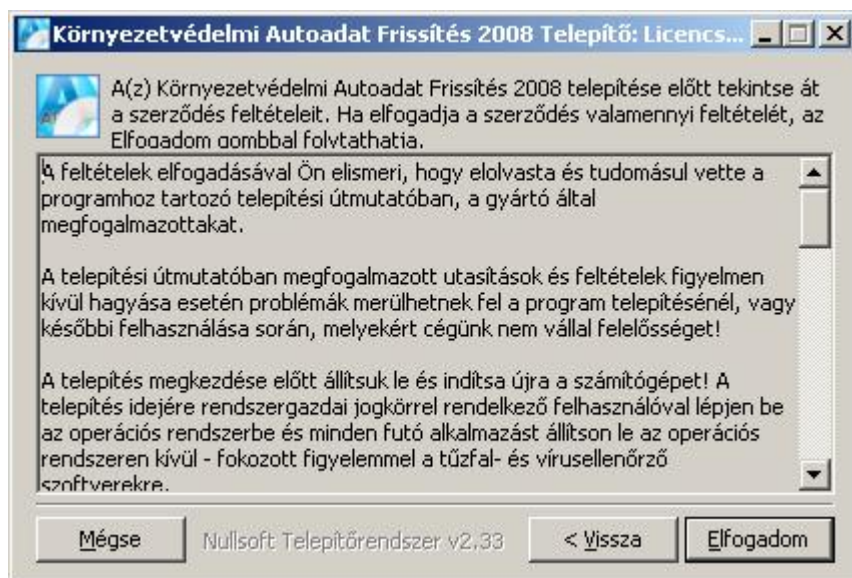 Környezetvédelmi Autoadat Frissítés 2008 Telepítő: Licencs...
A(z) Környezetvédelmi Autoadat Frissítés 2008 telepítése előtt tekintse át
a szerződés feltételeit. Ha elfogadja a szerződés valamennyi feltételét, az
Elfogadom gombbal folytathatja.
A feltételek elfogadásával Ön elismeri, hogy elolvasta és tudomásul vette a
programhoz tartozó telepítési útmutatóban, a gyártó által
megfogalmazottakat.
A telepítési útmutatóban megfogalmazott utasítások és feltételek figyelmen
kívül hagyása esetén problémák merülhetnek fel a program telepítésénél, vagy
későbbi felhasználása során, melyekért cégünk nem vállal felelősséget!
A telepítés megkezdése előtt állítsuk le és indítsa újra a számítógépet! A
telepítés idejére rendszergazdai jogkörrel rendelkező felhasználóval lépjen be
az operációs rendszerbe és minden futó alkalmazást állítson le az operációs
rendszeren kívül - fokozott figyelemmel a tűzfal- és vírusellenőrző
szoftverekre.
Mégse Nullsoft Telepítőrendszer v2.33 < Vissza Elfogadom